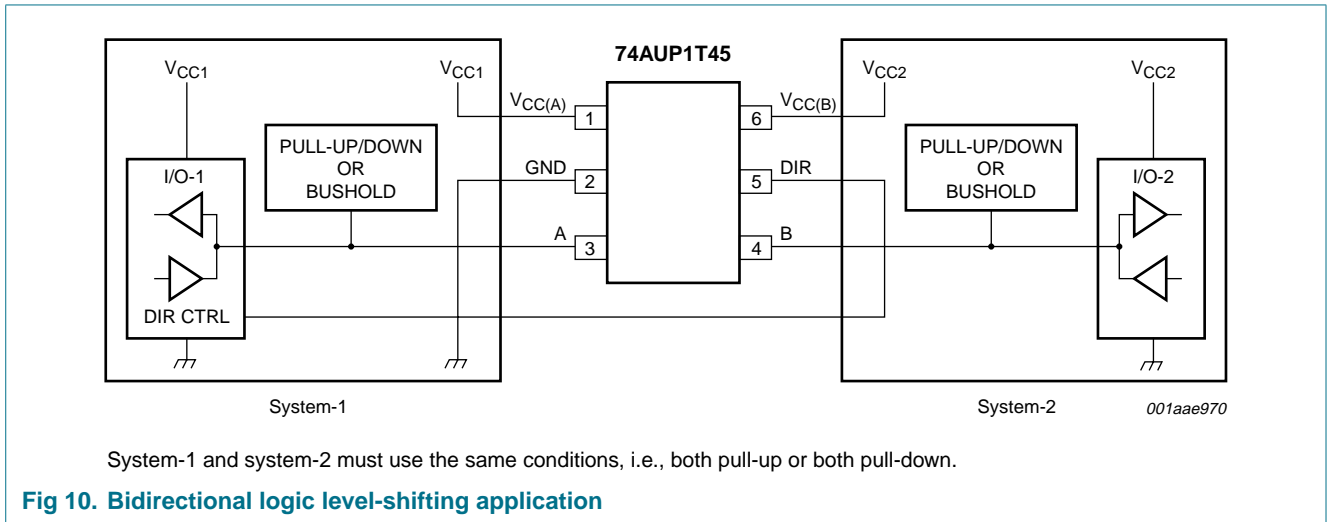 74AUP1T45
VCC1
VCC1
VCC(A)
1
6
VCC(B)
VCC2
VCC2
PULL-UP/DOWN
OR
BUSHOLD
I/O-1
GND
2
5
DIR
PULL-UP/DOWN
OR
BUSHOLD
I/O-2
A
3
4
B
DIR CTRL
System-1
System-2
001aae970
System-1 and system-2 must use the same conditions, i.e., both pull-up or both pull-down.
Fig 10. Bidirectional logic level-shifting application